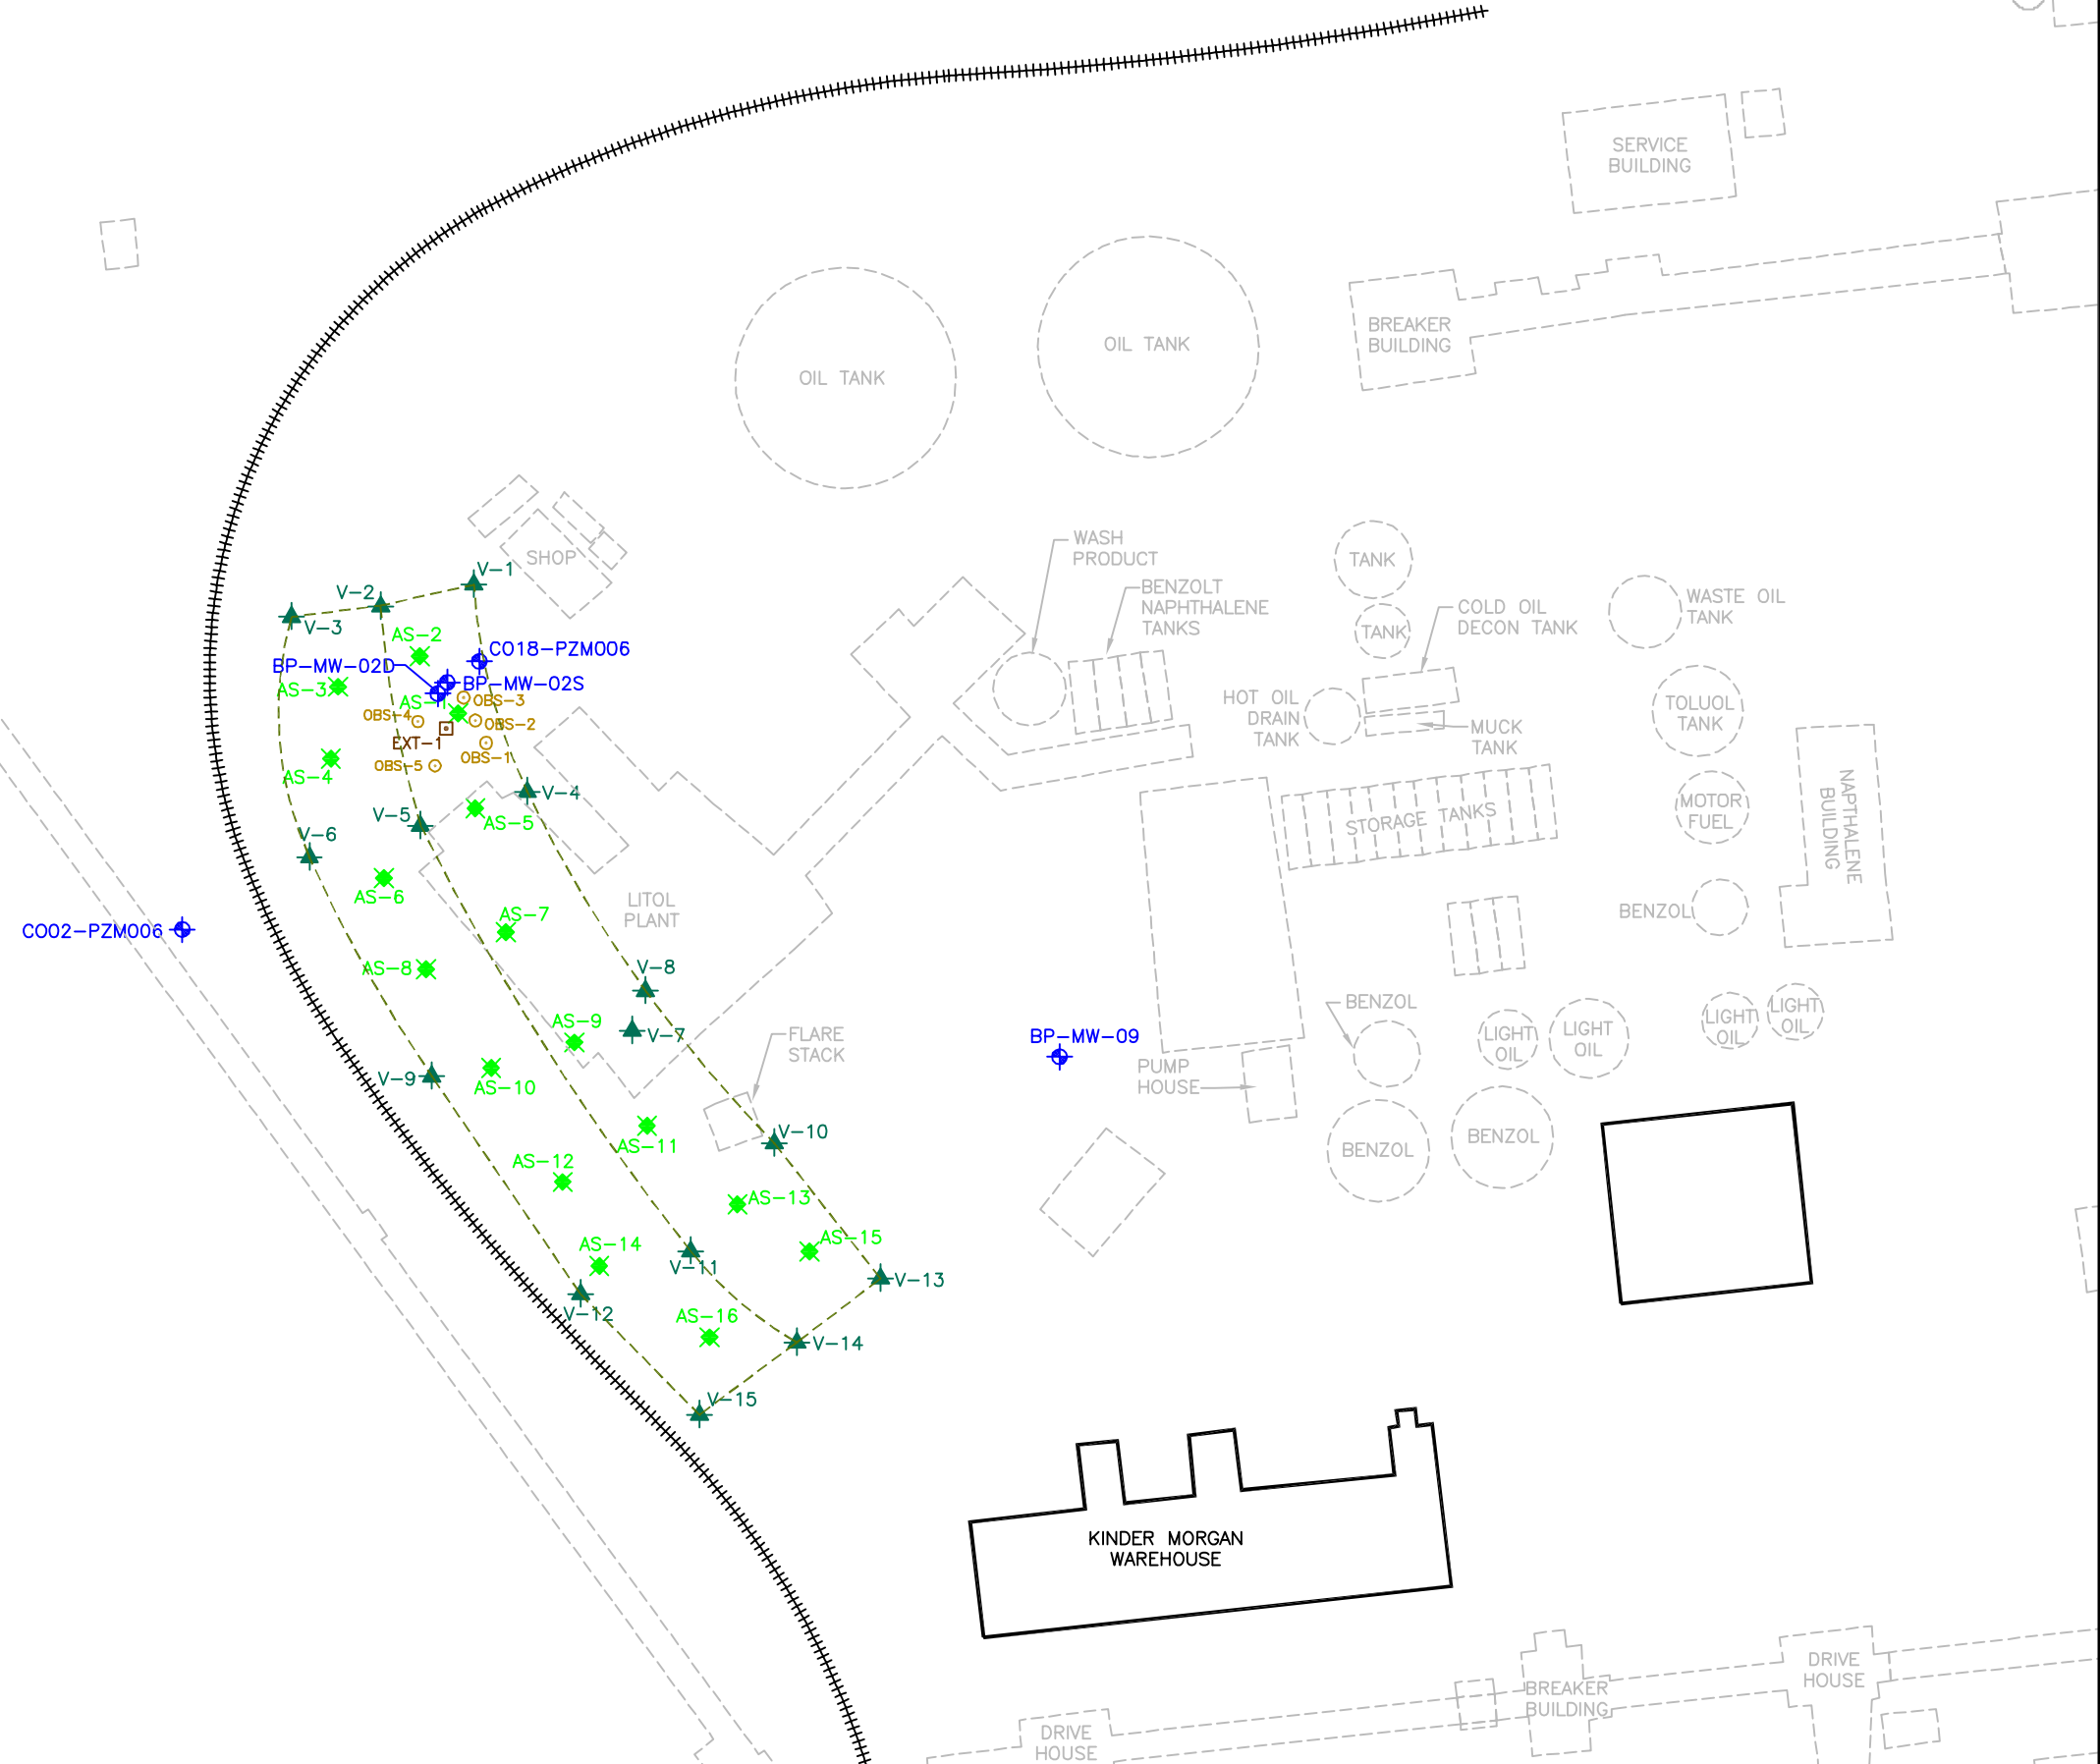 SERVICE
BUILDING
BREAKER
BUILDING
OIL TANK
OIL TANK
SHOP
WASH
PRODUCT
BENZOLT
NAPHTHALENE
TANKS
TANK
TANK
COLD OIL
DECON TANK
WASTE OIL
TANK
HOT OIL
DRAIN
TANK
MUCK
TANK
TOLUOL
TANK
STORAGE TANKS
MOTOR
FUEL
NAPTHALENE
BUILDING
BENZOL
V-1
V-2
V-3
AS-2
CO18-PZM006
BP-MW-02D
BP-MW-02S
AS-3
AS-1
OBS-3
OBS-4
OBS-2
EXT-1
OBS-1
OBS-5
AS-4
V-4
V-5
AS-5
V-6
AS-6
LITOL
PLANT
AS-7
CO02-PZM006
AS-8
V-8
AS-9
V-7
FLARE
STACK
V-9
AS-10
BP-MW-09
PUMP
HOUSE
BENZOL
LIGHT
OIL
LIGHT
OIL
LIGHT
OIL
LIGHT
OIL
BENZOL
BENZOL
AS-11
V-10
AS-12
AS-13
AS-14
V-11
AS-15
V-13
V-12
AS-16
V-14
V-15
KINDER MORGAN
WAREHOUSE
DRIVE
HOUSE
BREAKER
BUILDING
DRIVE
HOUSE